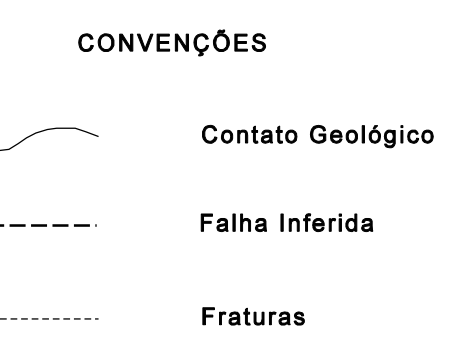 CONVENÇÕES
Contato Geológico
Falha Inferida
Fraturas